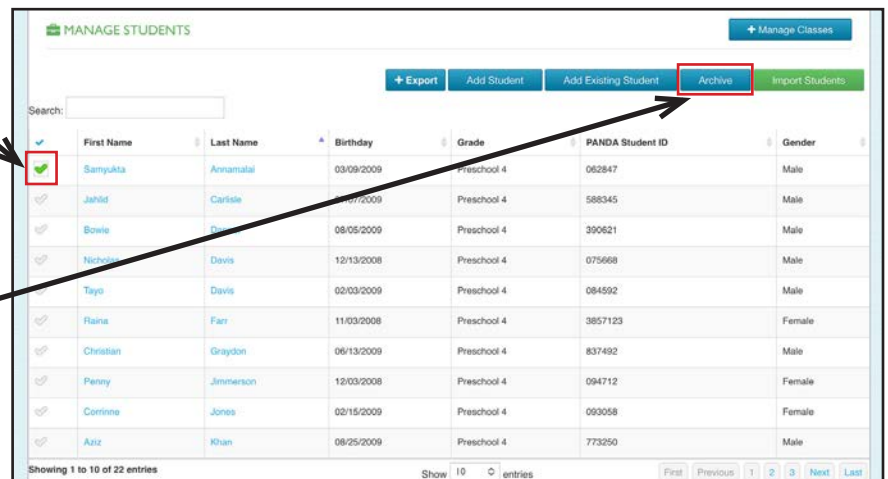 MANAGE STUDENTS
+ Manage Classes
+ Export Add Student Add Existing Student Archive Import Students
Search:
First Name Last Name Birthday Grade PANDA Student ID Gender
Samyukta Annamalai 03/09/2009 Preschool 4 062847 Male
Jahlid Carlisle /2009 Preschool 4 588345 Male
Bowie 08/05/2009 Preschool 4 390621 Male
Nicholas Davis 12/13/2008 Preschool 4 075668 Male
Tayo Davis 02/03/2009 Preschool 4 084592 Male
Raina Farr 11/03/2008 Preschool 4 3857123 Female
Christian Graydon 06/13/2009 Preschool 4 837492 Male
Penny Jimmerson 12/03/2008 Preschool 4 094712 Female
Corrinne Jones 02/15/2009 Preschool 4 093058 Female
Aziz Khan 08/25/2009 Preschool 4 773250 Male
Showing 1 to 10 of 22 entries Show 10 entries First Previous 1 2 3 Next Last